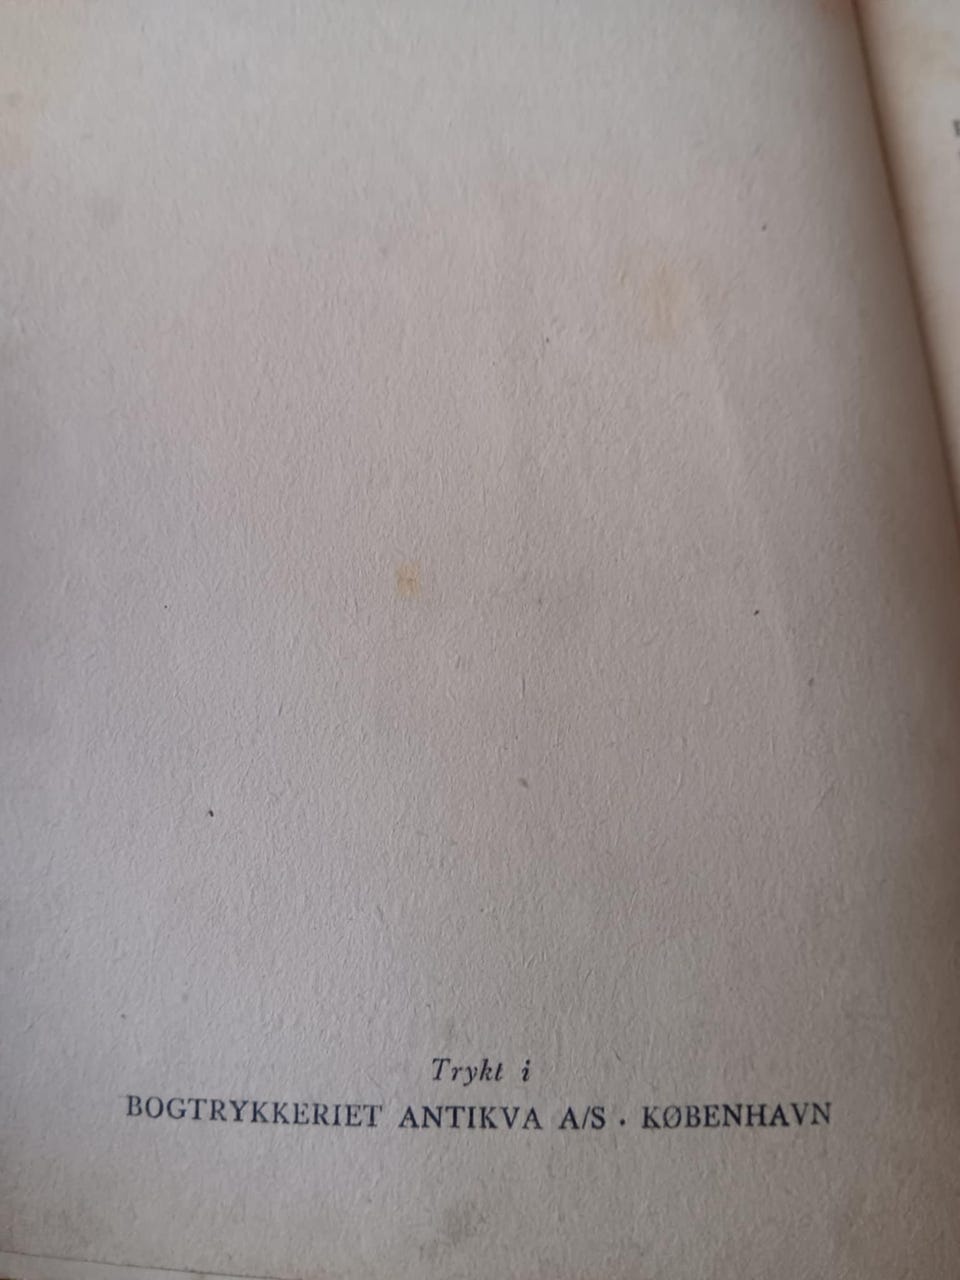 Trykt i
BOGTRYKKERIET ANTIKVA A/S · KØBENHAVN